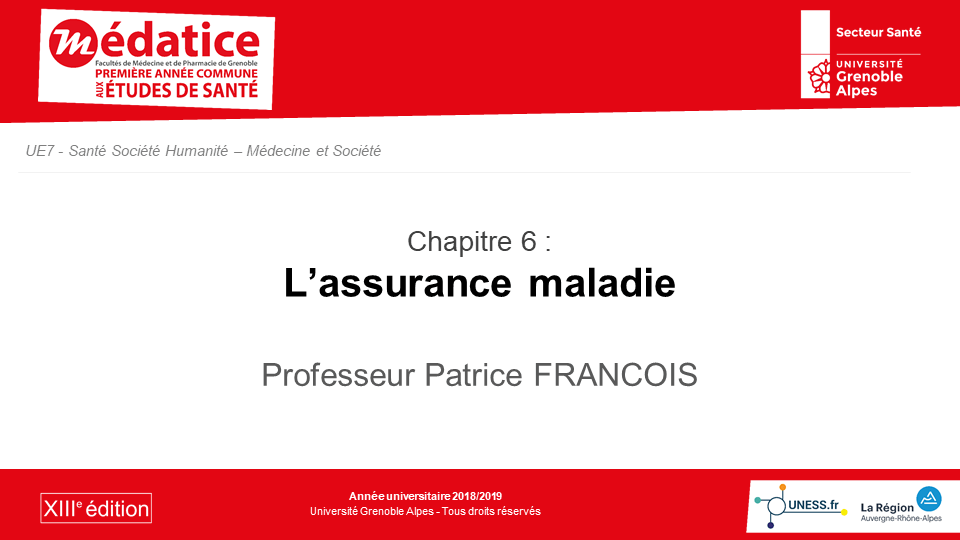 médatice
Facultés de Médecine et de Pharmacie de Grenoble
PREMIÈRE ANNÉE COMMUNE
AUX ÉTUDES DE SANTÉ
Secteur Santé
UNIVERSITÉ
Grenoble
Alpes
UE7 - Santé Société Humanité – Médecine et Société
Chapitre 6 :
L’assurance maladie
Professeur Patrice FRANCOIS
XIIIe édition
Année universitaire 2018/2019
Université Grenoble Alpes - Tous droits réservés
UNESS.fr
La Région
Auvergne-Rhône-Alpes